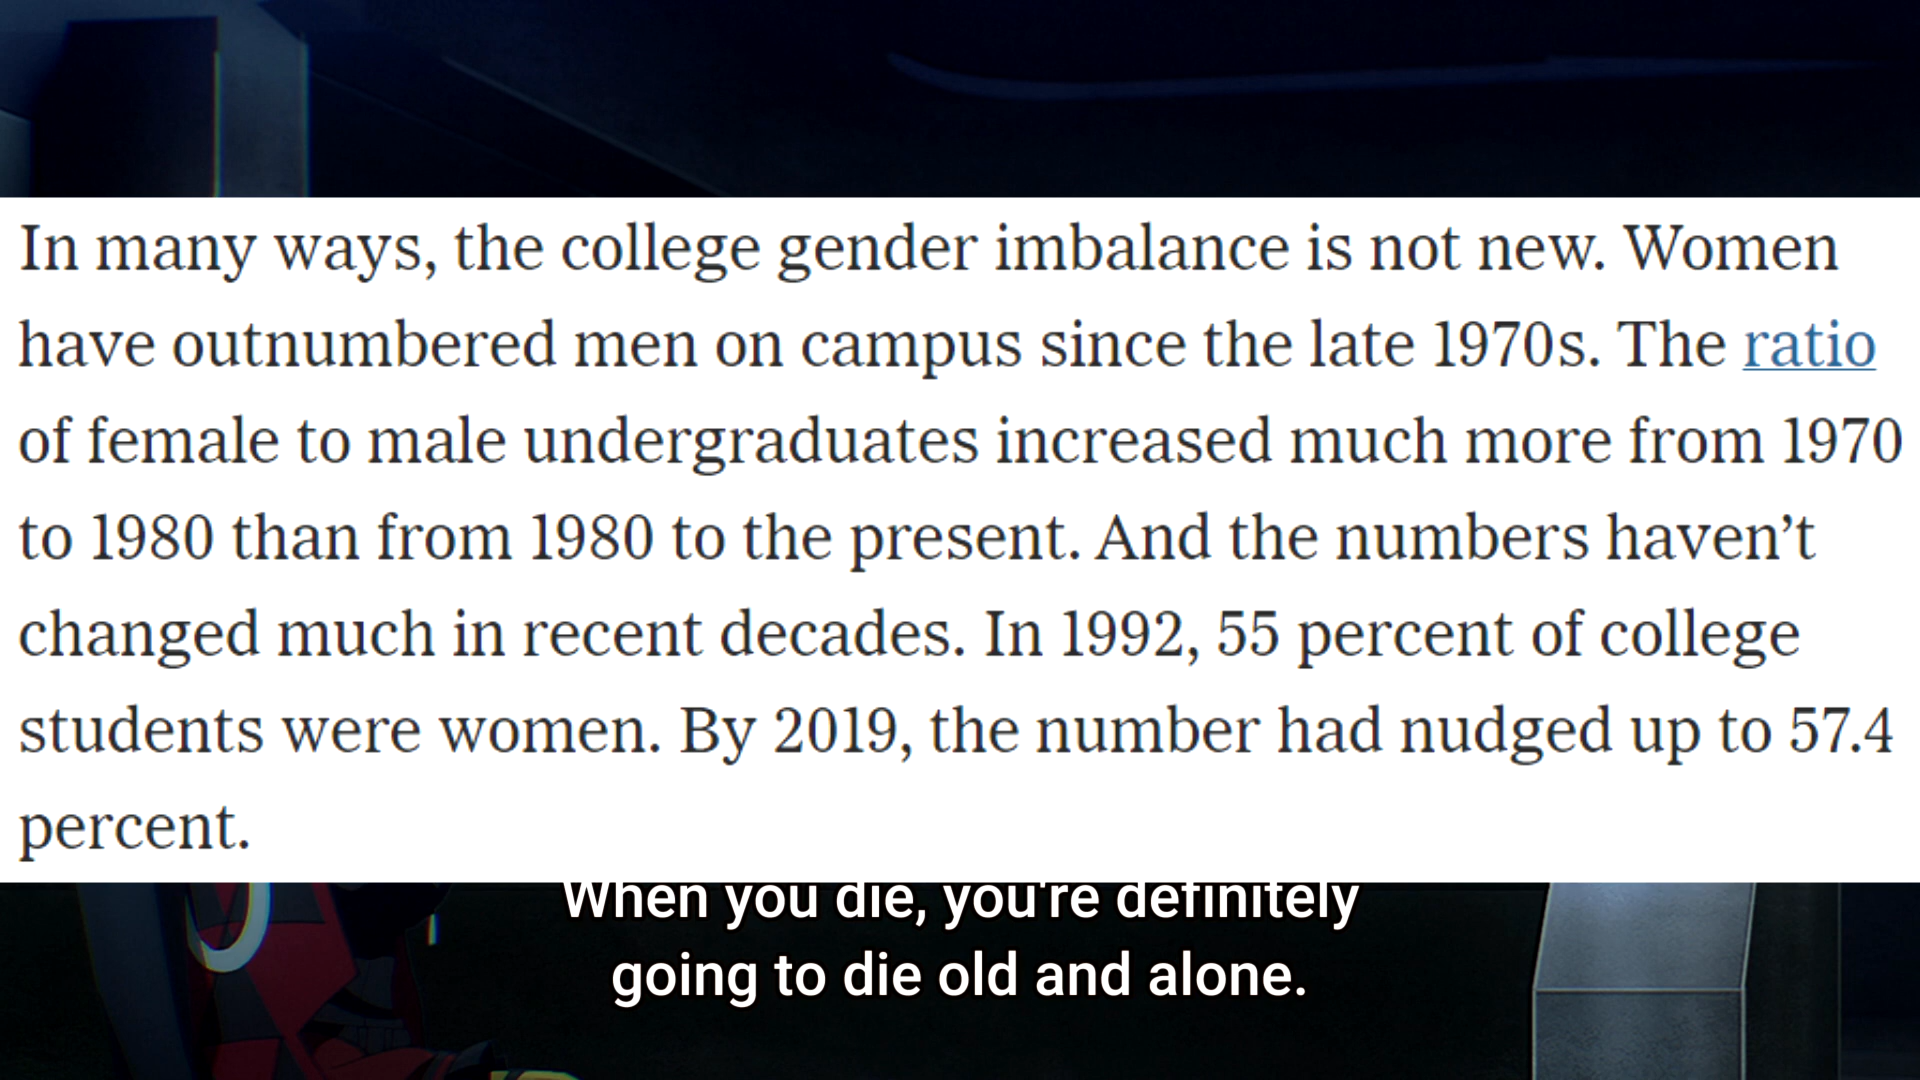 In many ways, the college gender imbalance is not new. Women
have outnumbered men on campus since the late 1970s. The ratio
of female to male undergraduates increased much more from 1970
to 1980 than from 1980 to the present. And the numbers haven’t
changed much in recent decades. In 1992, 55 percent of college
students were women. By 2019, the number had nudged up to 57.4
percent.
When you die, you're definitely
going to die old and alone.